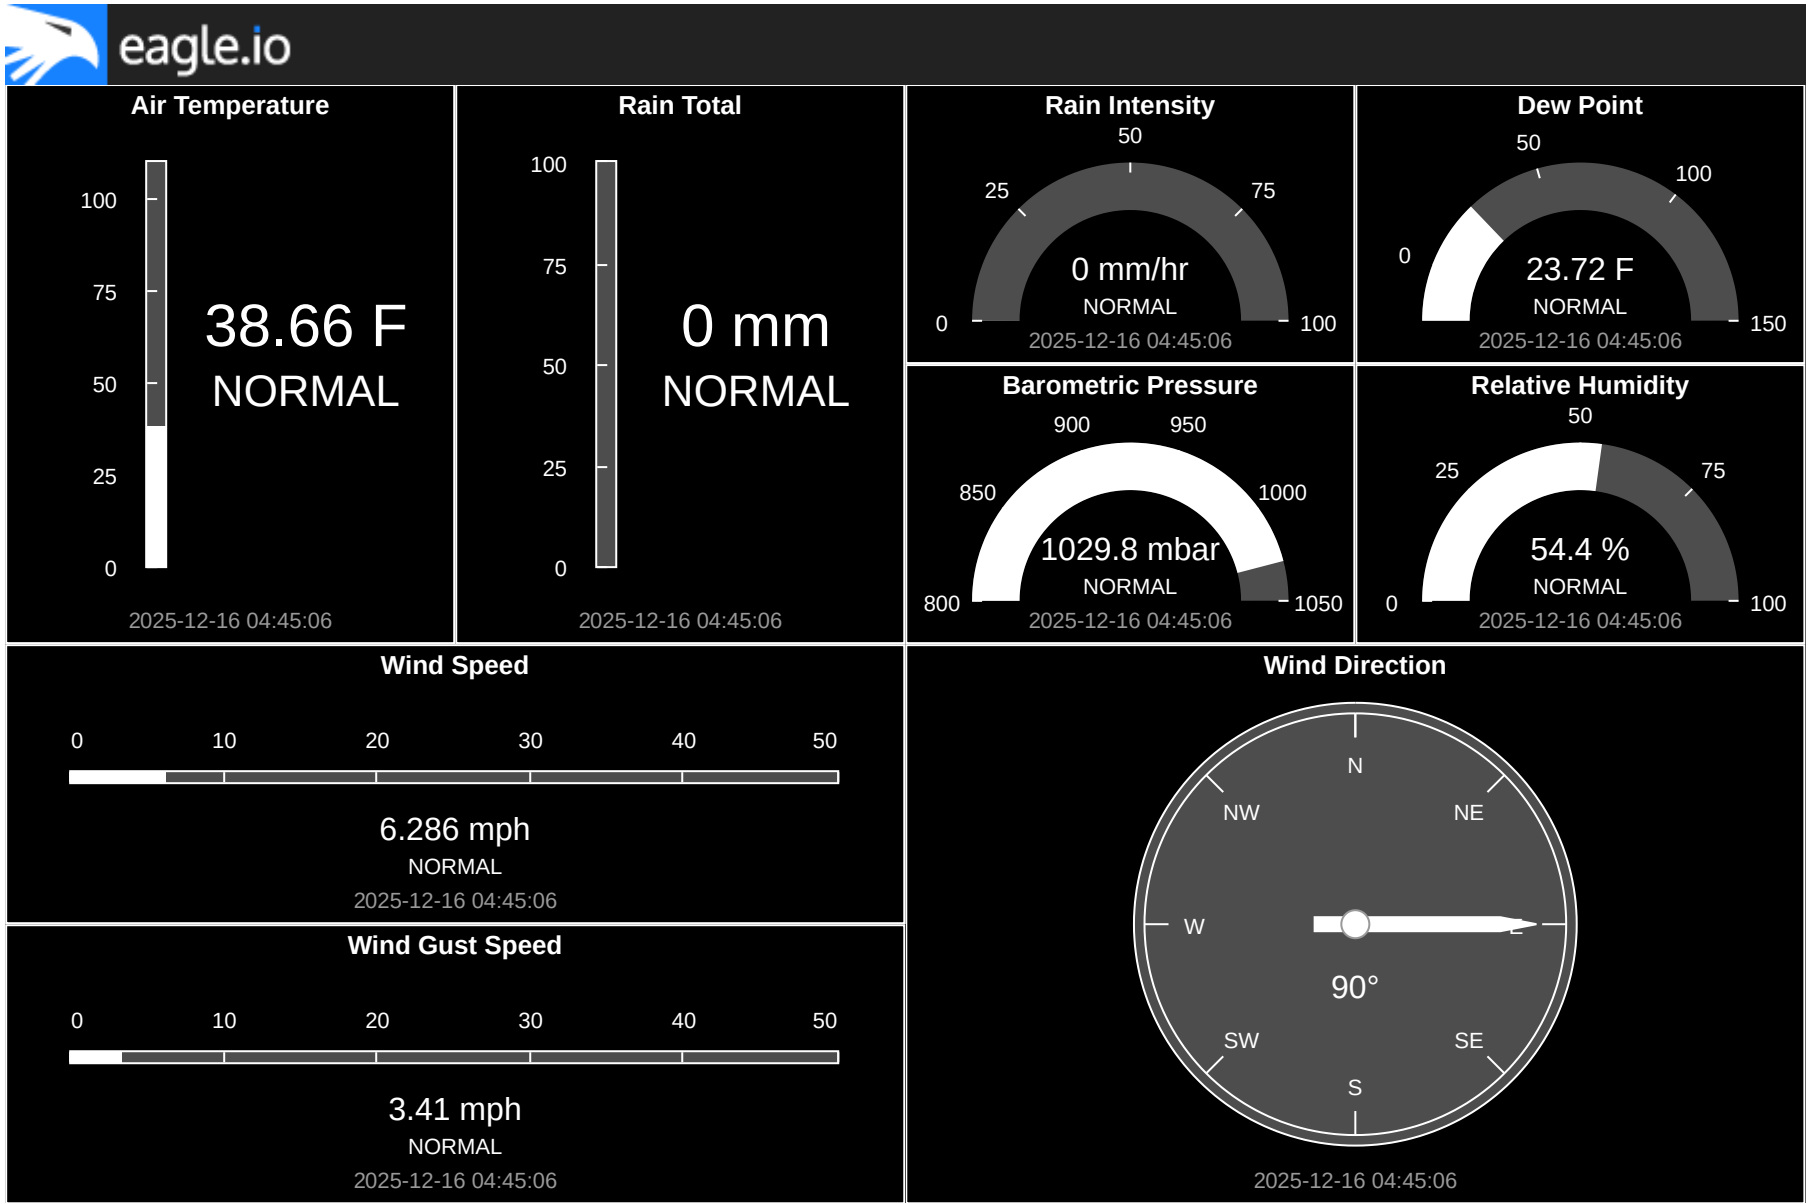 eagle.io
Air Temperature
100
75
50
25
0
38.66 F
NORMAL
2025-12-16 04:45:06
Rain Total
100
75
50
25
0
0 mm
NORMAL
2025-12-16 04:45:06
Rain Intensity
0
25
50
75
100
0 mm/hr
NORMAL
2025-12-16 04:45:06
Dew Point
0
50
100
150
23.72 F
NORMAL
2025-12-16 04:45:06
Barometric Pressure
800
850
900
950
1000
1050
1029.8 mbar
NORMAL
2025-12-16 04:45:06
Relative Humidity
0
25
50
75
100
54.4 %
NORMAL
2025-12-16 04:45:06
Wind Speed
0 10 20 30 40 50
6.286 mph
NORMAL
2025-12-16 04:45:06
Wind Gust Speed
0 10 20 30 40 50
3.41 mph
NORMAL
2025-12-16 04:45:06
Wind Direction
N
NW NE
W E
90°
SW SE
S
2025-12-16 04:45:06